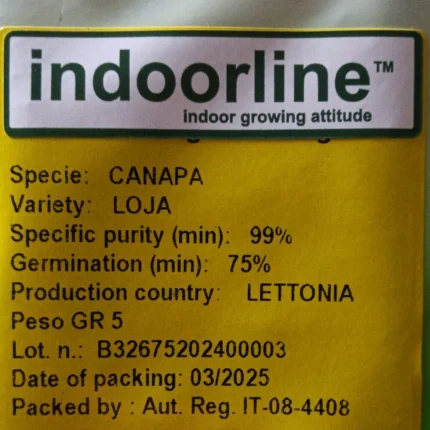 indoorline™
indoor growing attitude
Specie: CANAPA
Variety: LOJA
Specific purity (min): 99%
Germination (min): 75%
Production country: LETTONIA
Peso GR 5
Lot. n.: B32675202400003
Date of packing: 03/2025
Packed by : Aut. Reg. IT-08-4408